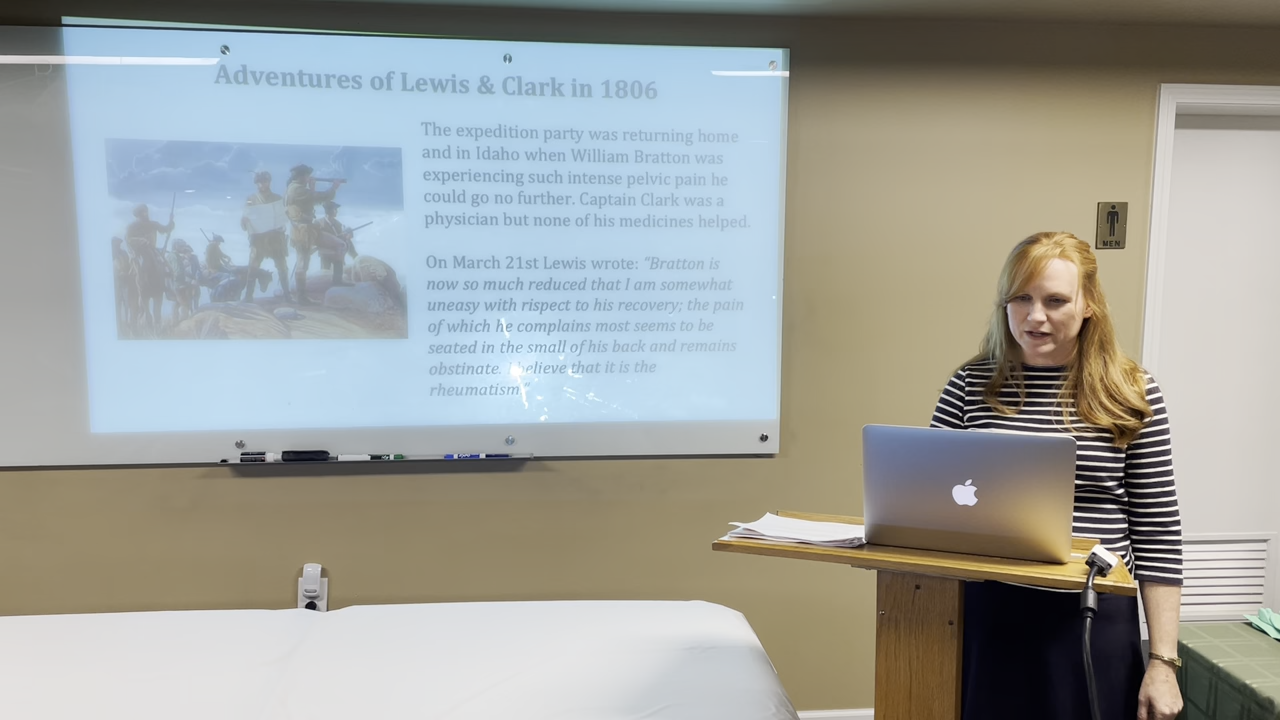 Adventures of Lewis & Clark in 1806
The expedition party was returning home
and in Idaho when William Bratton was
experiencing such intense pelvic pain he
could go no further. Captain Clark was a
physician but none of his medicines helped.
On March 21st Lewis wrote: “Bratton is
now so much reduced that I am somewhat
uneasy with rispect to his recovery; the pain
of which he complains most seems to be
seated in the small of his back and remains
obstinate. I believe that it is the
rheumatism”
MEN